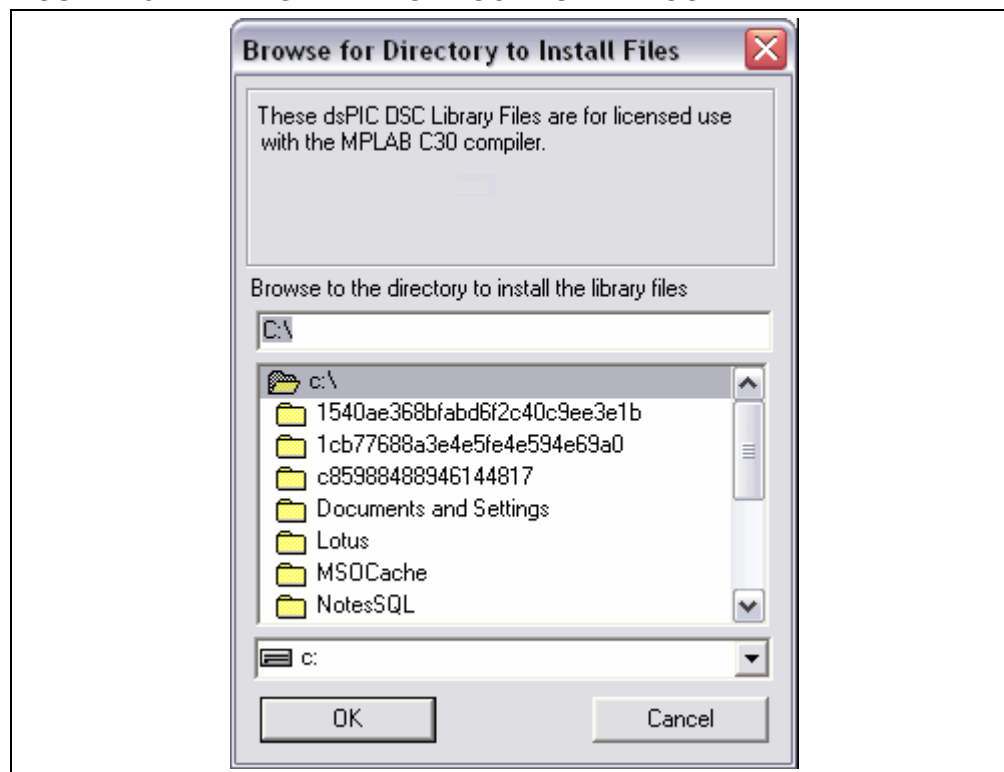 Browse for Directory to Install Files
These dsPIC DSC Library Files are for licensed use
with the MPLAB C30 compiler.
Browse to the directory to install the library files
C:\
c:\
1540ae368bfabd6f2c40c9ee3e1b
1cb77688a3e4e5fe4e594e69a0
c85988488946144817
Documents and Settings
Lotus
MSOCache
NotesSQL
c:
OK
Cancel